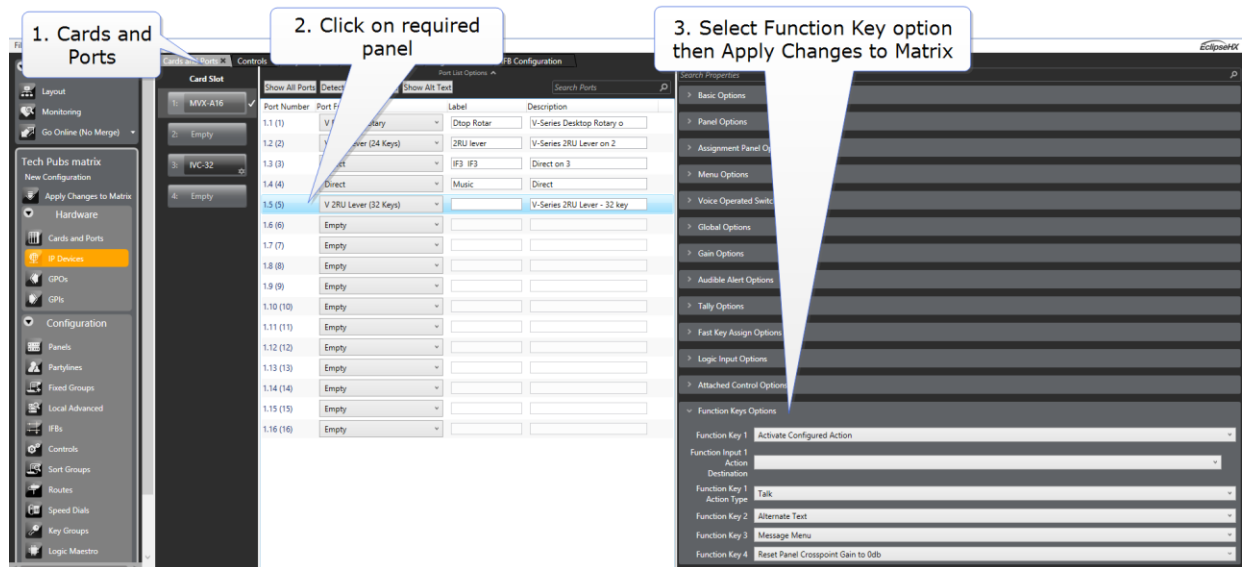 1. Cards and
Ports
2. Click on required
panel
3. Select Function Key option
then Apply Changes to Matrix
EclipseHX
Layout
Monitoring
Go Online (No Merge)
Tech Pubs matrix
New Configuration
Apply Changes to Matrix
Hardware
Cards and Ports
IP Devices
GPOs
GPIs
Configuration
Panels
Partylines
Fixed Groups
Local Advanced
IFBs
Controls
Sort Groups
Routes
Speed Dials
Key Groups
Logic Maestro
Cards and Ports
Card Slot
1: MVX-A16
2: Empty
3: IVC-32
4: Empty
IFB Configuration
Port List Options
Show All Ports
Show Alt Text
Search Ports
Port Number
Label
Description
1.1 (1) Dtop Rotar V-Series Desktop Rotary o
1.2 (2) (24 Keys) 2RU lever V-Series 2RU Lever on 2
1.3 (3) IF3 IF3 Direct on 3
1.4 (4) Direct Music Direct
1.5 (5) V 2RU Lever (32 Keys) V-Series 2RU Lever - 32 key
1.6 (6) Empty
1.7 (7) Empty
1.8 (8) Empty
1.9 (9) Empty
1.10 (10) Empty
1.11 (11) Empty
1.12 (12) Empty
1.13 (13) Empty
1.14 (14) Empty
1.15 (15) Empty
1.16 (16) Empty
Search Properties
Basic Options
Panel Options
Assignment Panel
Menu Options
Voice Operated
Global Options
Gain Options
Audible Alert Options
Tally Options
Fast Key Assign Options
Logic Input Options
Attached Control Options
Function Keys Options
Function Key 1 Activate Configured Action
Function Input 1
Action
Destination
Function Key 1
Action Type
Talk
Function Key 2 Alternate Text
Function Key 3 Message Menu
Function Key 4 Reset Panel Crosspoint Gain to 0db